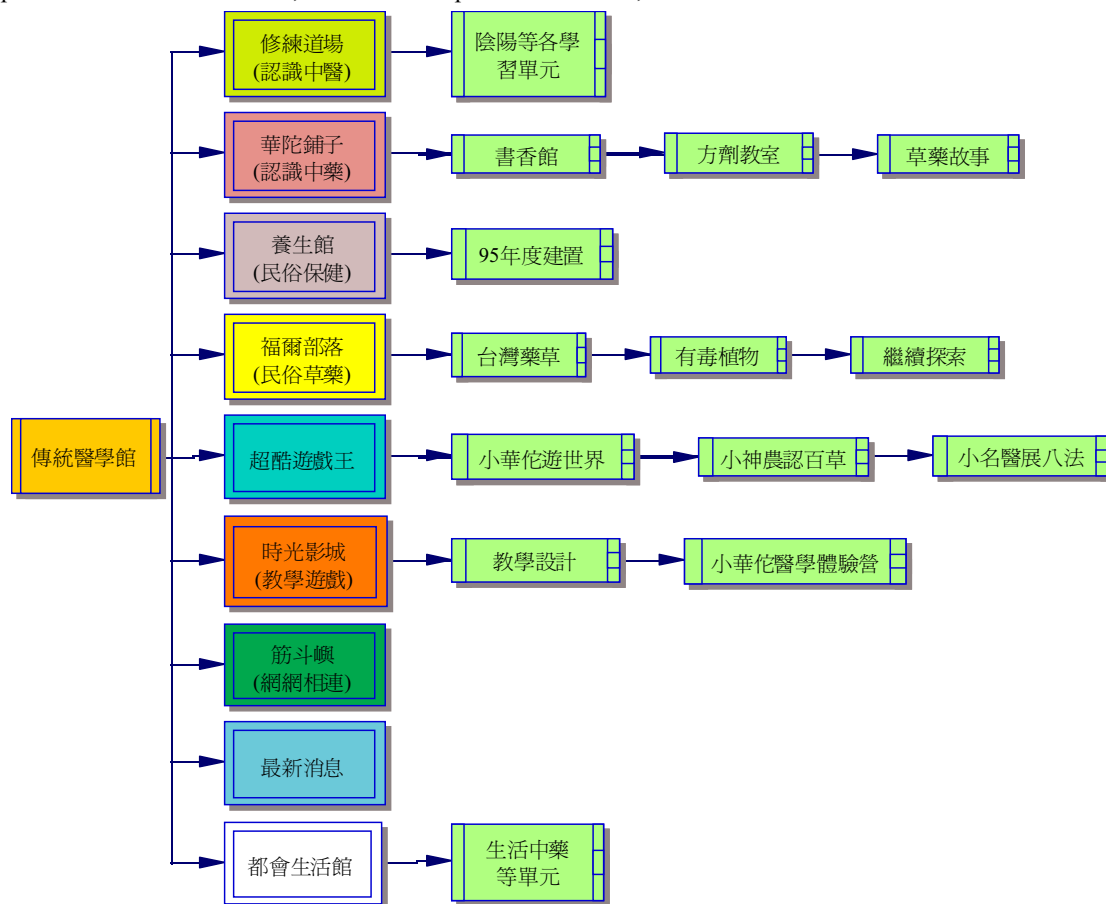 修練道場
(認識中醫)
陰陽等各學
習單元
華陀鋪子
(認識中藥)
書香館
方劑教室
草藥故事
養生館
(民俗保健)
95年度建置
福爾部落
(民俗草藥)
台灣藥草
有毒植物
繼續探索
傳統醫學館
超酷遊戲王
小華佗遊世界
小神農認百草
小名醫展八法
時光影城
(教學遊戲)
教學設計
小華佗醫學體驗營
筋斗嶼
(網網相連)
最新消息
都會生活館
生活中藥
等單元